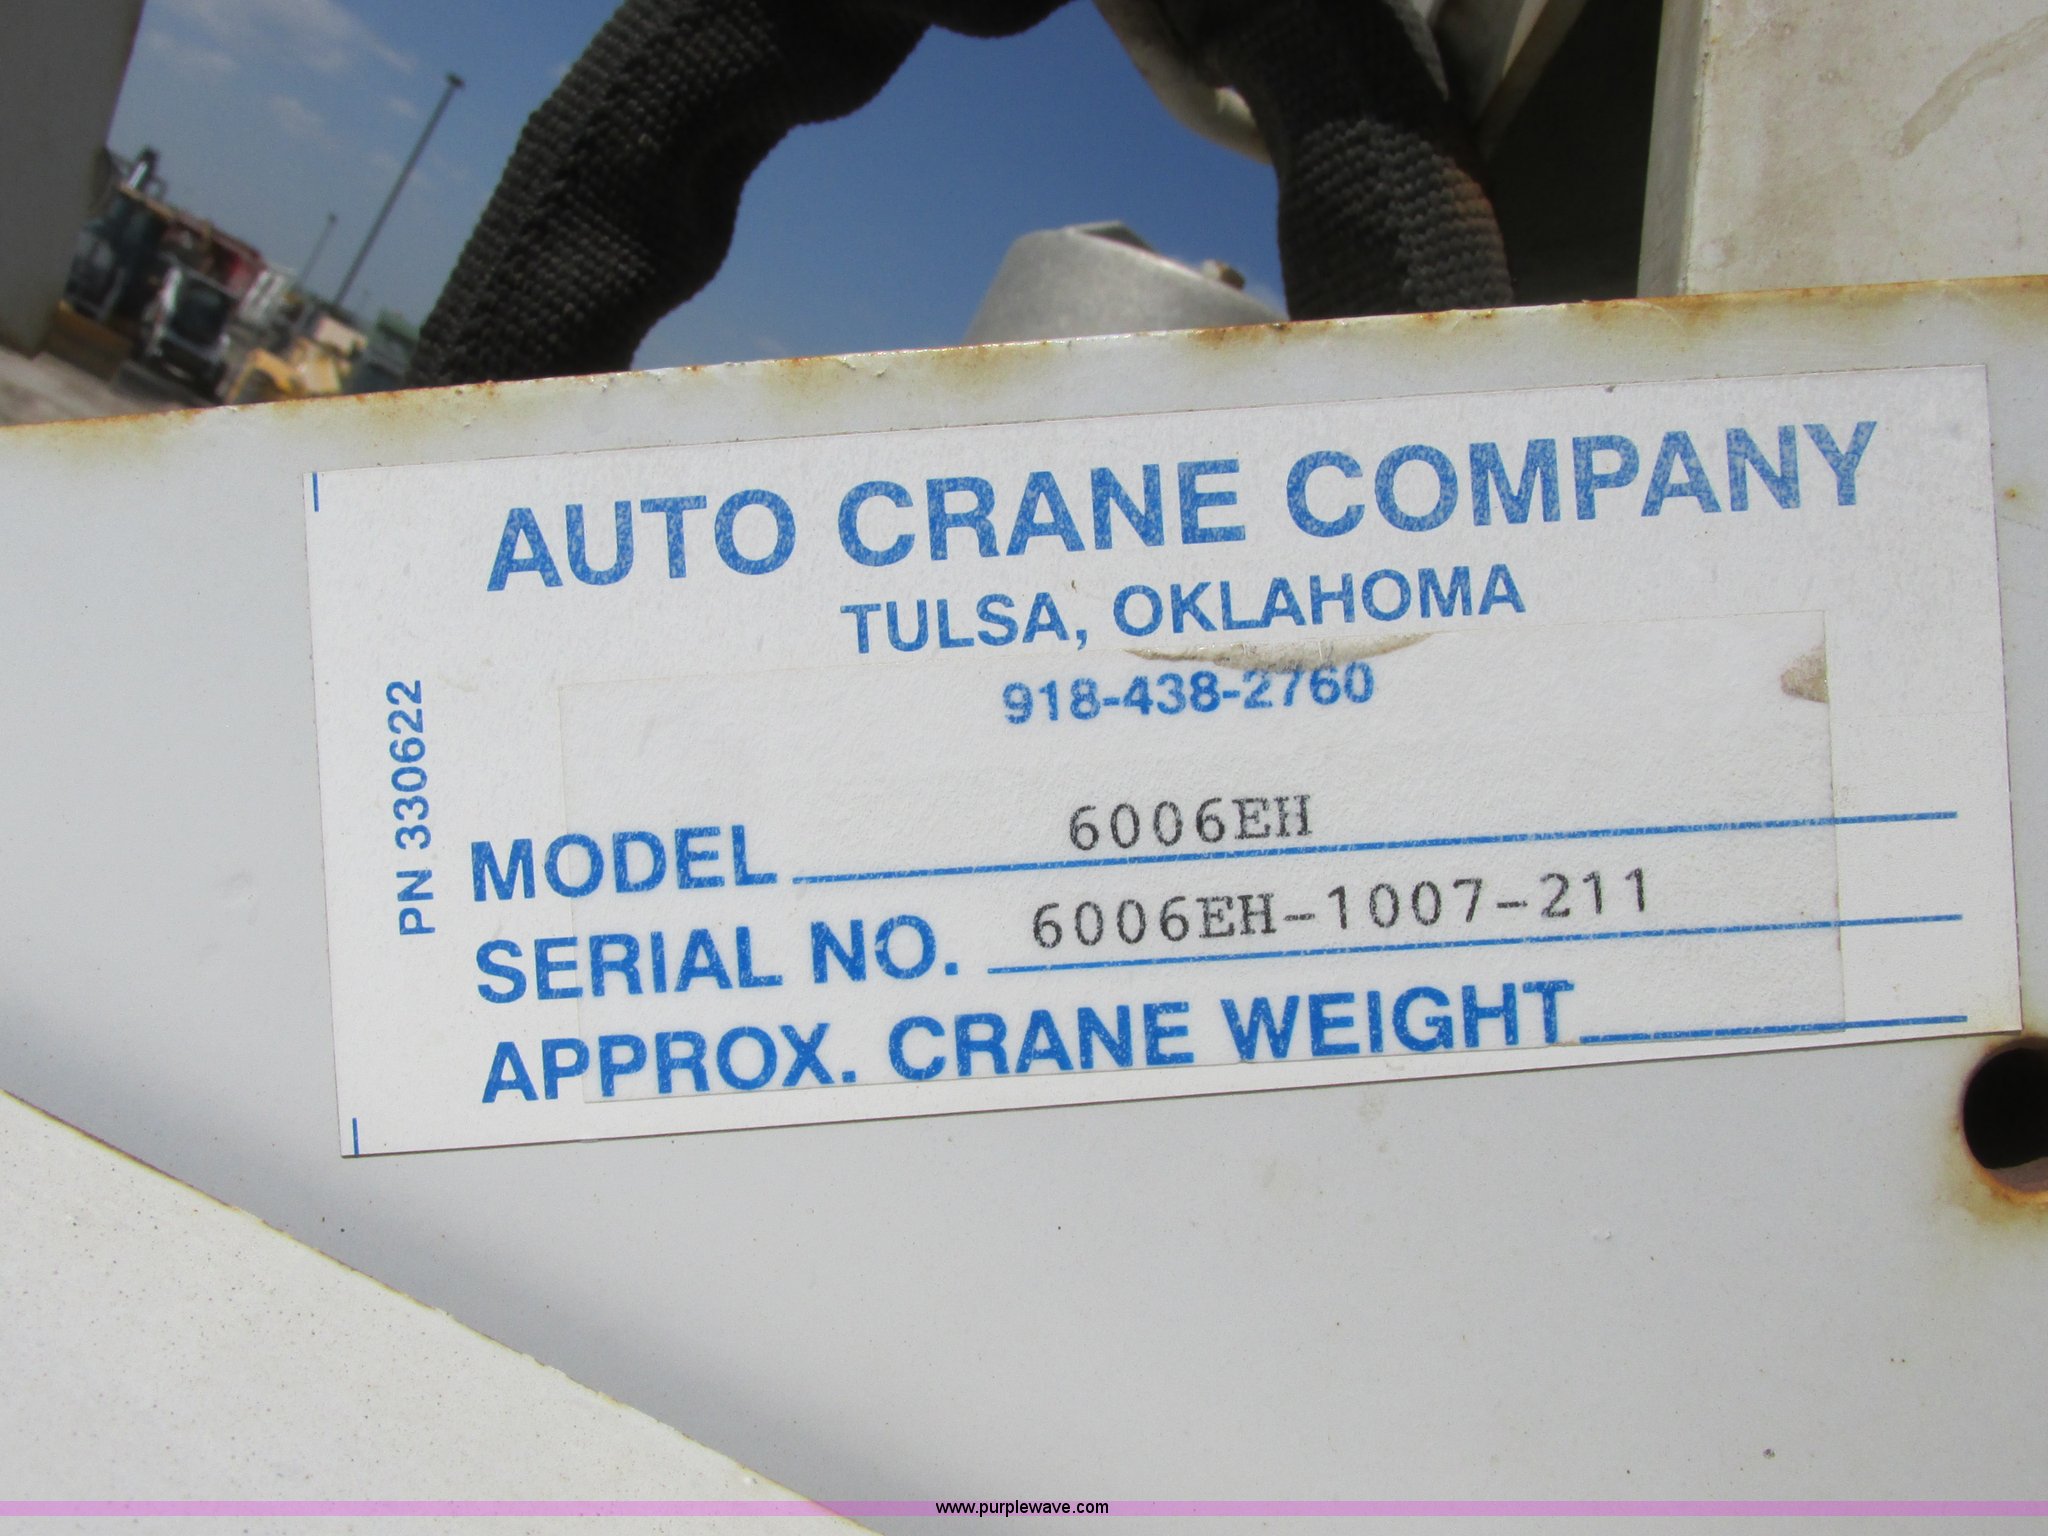 AUTO CRANE COMPANY
TULSA, OKLAHOMA
918-438-2760
PN 330622
MODEL 6006EH
SERIAL NO. 6006EH-1007-211
APPROX. CRANE WEIGHT
www.purplewave.com